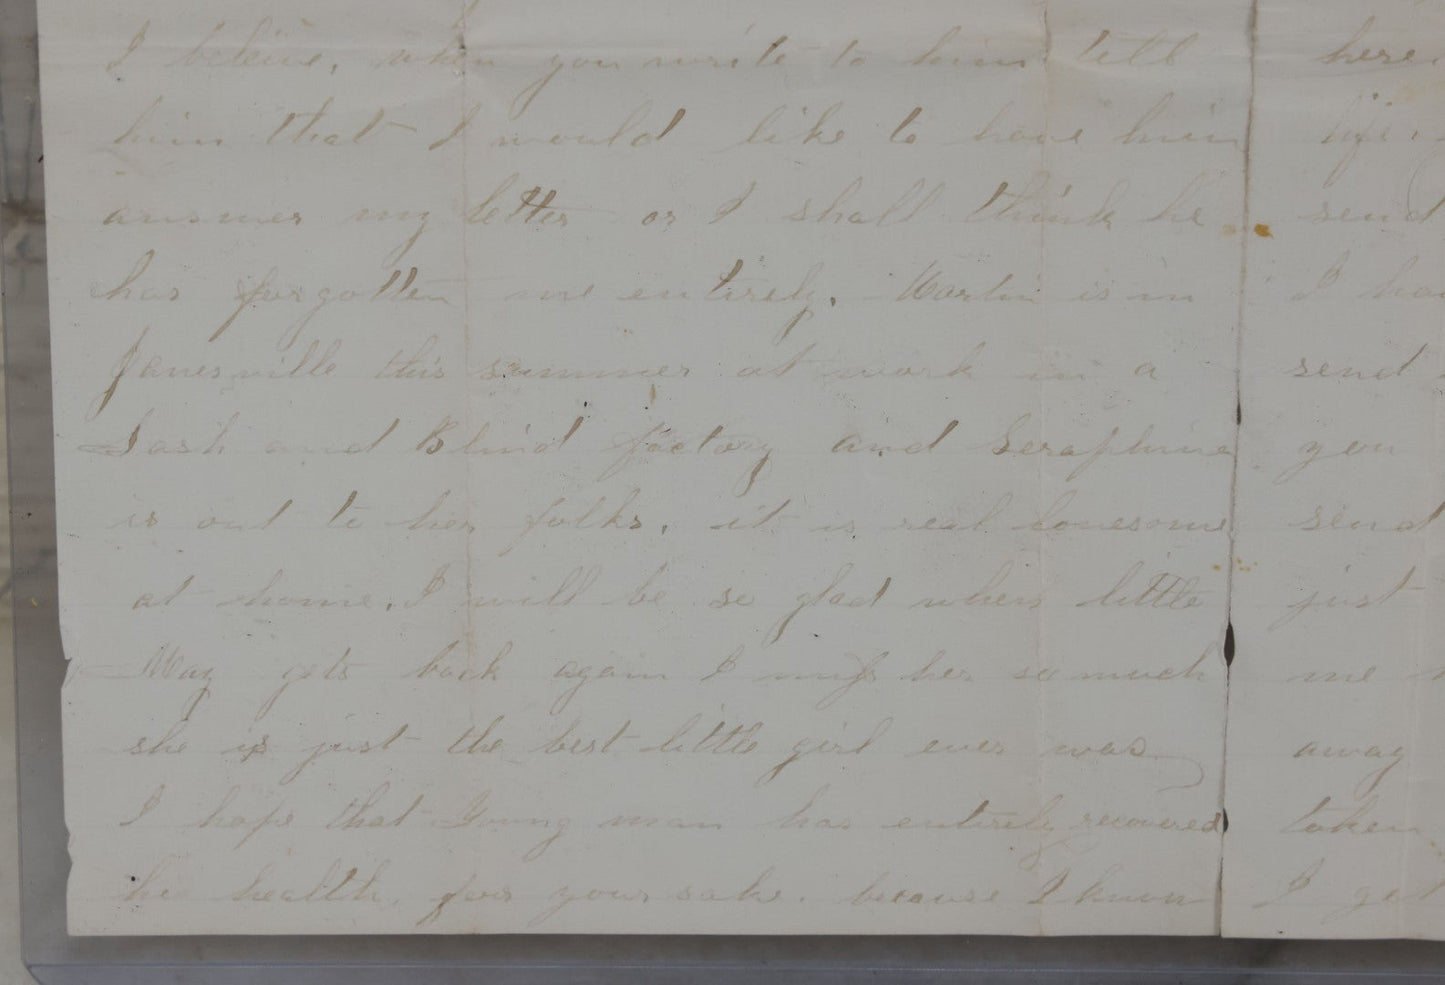 I beleive, when you write to him tell
him that I would like to have him
answer my letter or I shall think he
has forgotten me entirely. Martin is in
Janesville this summer at work in a
Sash and Blind factory and Seraphine
is out to her folks, it is real lonesome
at home, I will be so glad when little
May gets back again I miss her so much
she is just the best little girl ever was
I hope that Young man has entirely recovered
his health, for your sake. because I know
here
life
send
I ha
send
you
send
just
me
away
taken
I get